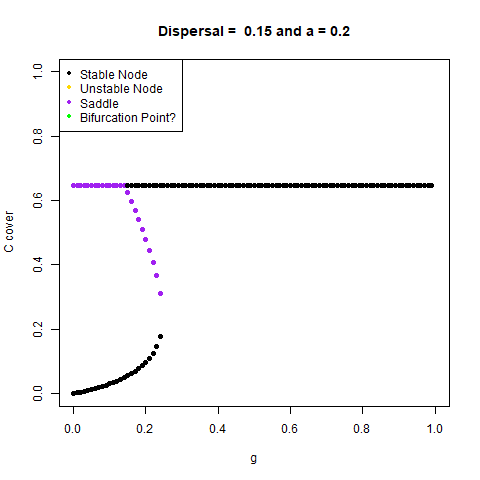 Dispersal =  0.15 and a = 0.2
Stable Node
Unstable Node
Saddle
Bifurcation Point?
C cover
1.0
0.8
0.6
0.4
0.2
0.0
0.0 0.2 0.4 0.6 0.8 1.0
g